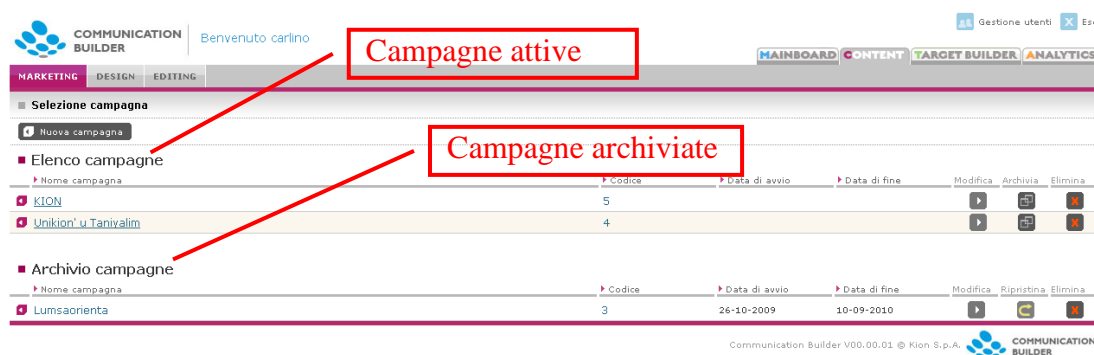 COMMUNICATION
BUILDER
Benvenuto carlino
Gestione utenti
Campagne attive
MAINBOARD CONTENT TARGET BUILDER ANALYTICS
MARKETING DESIGN EDITING
Selezione campagna
Nuova campagna
Campagne archiviate
Elenco campagne
Nome campagna Codice Data di avvio Data di fine Modifica Archivia Elimina
KION 5
Unikion' u Taniyalim 4
Archivio campagne
Nome campagna Codice Data di avvio Data di fine Modifica Ripristina Elimina
Lumsaorienta 3 26-10-2009 10-09-2010
Communication Builder V00.00.01 @ Kion S.p.A.
COMMUNICATION
BUILDER